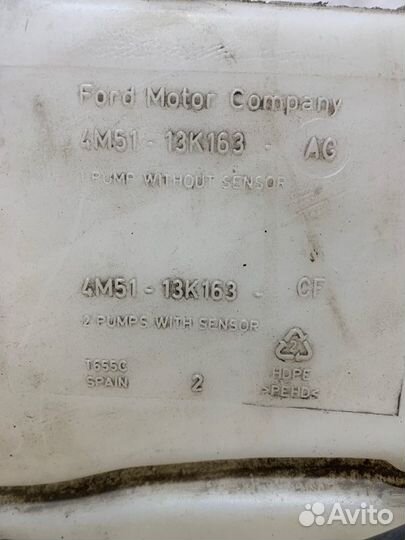 Ford Motor Company
4M51 - 13K163 - AG
1 PUMP WITHOUT SENSOR
4M51 - 13K163 - CF
2 PUMPS WITH SENSOR
2
T655C
SPAIN 2
HDPE
>PEHD<
Avito